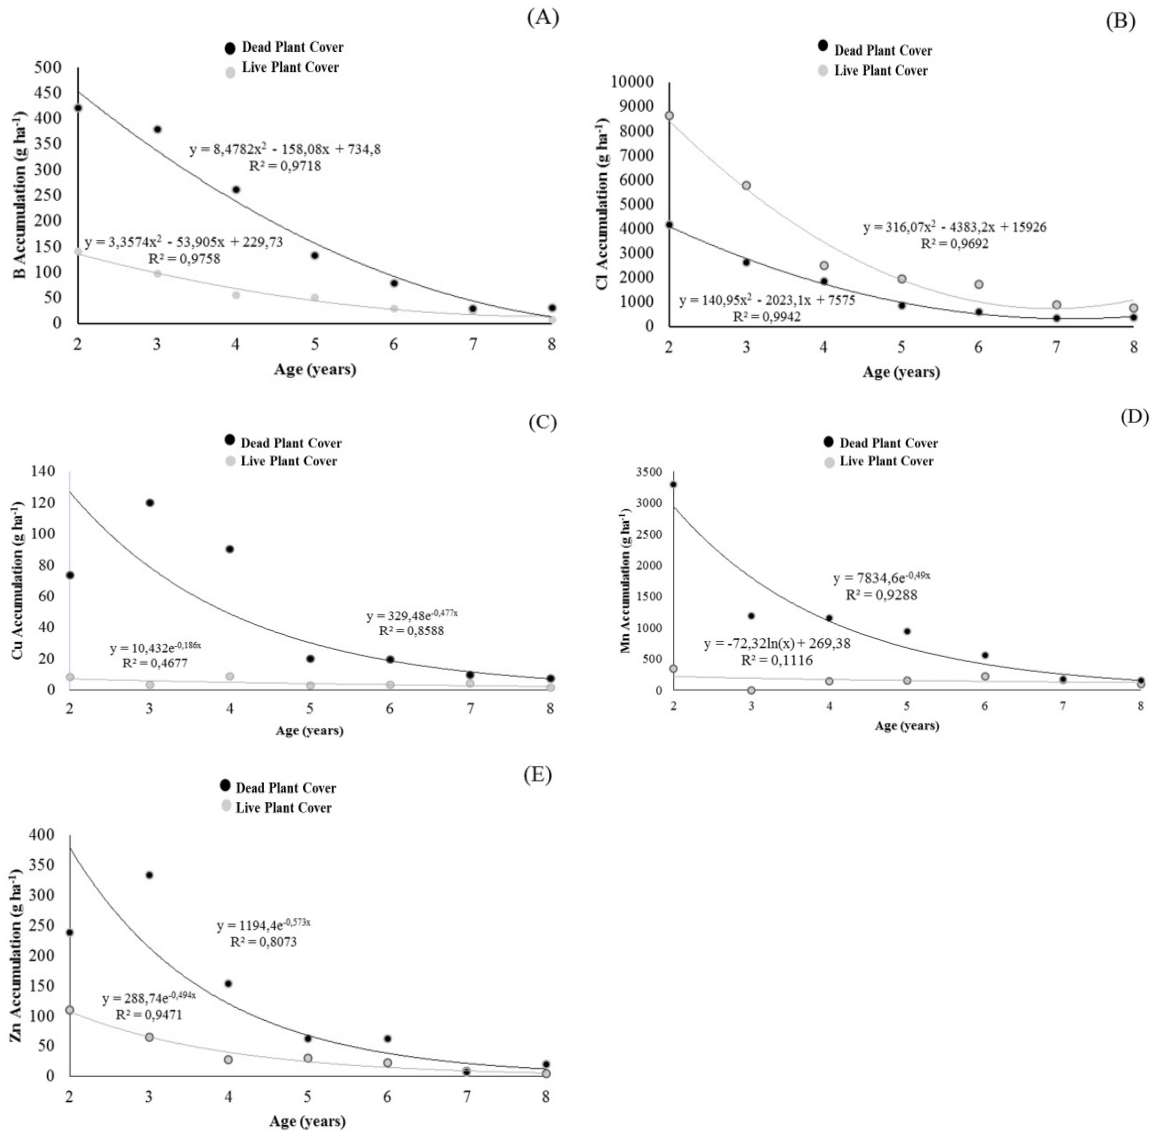 (A)
Dead Plant Cover
Live Plant Cover
B Accumulation (g ha⁻¹)
500
450
400
350
300
250
200
150
100
50
0
y = 8,4782x² - 158,08x + 734,8
R² = 0,9718
y = 3,3574x² - 53,905x + 229,73
R² = 0,9758
2 3 4 5 6 7 8
Age (years)
(B)
Dead Plant Cover
Live Plant Cover
Cl Accumulation (g ha⁻¹)
10000
9000
8000
7000
6000
5000
4000
3000
2000
1000
0
y = 316,07x² - 4383,2x + 15926
R² = 0,9692
y = 140,95x² - 2023,1x + 7575
R² = 0,9942
2 3 4 5 6 7 8
Age (years)
(C)
Dead Plant Cover
Live Plant Cover
Cu Accumulation (g ha⁻¹)
140
120
100
80
60
40
20
0
y = 329,48e⁻⁰,⁴⁷⁷ˣ
R² = 0,8588
y = 10,432e⁻⁰,¹⁸⁶ˣ
R² = 0,4677
2 3 4 5 6 7 8
Age (years)
(D)
Dead Plant Cover
Live Plant Cover
Mn Accumulation (g ha⁻¹)
3500
3000
2500
2000
1500
1000
500
0
y = 7834,6e⁻⁰,⁴⁹ˣ
R² = 0,9288
y = -72,32ln(x) + 269,38
R² = 0,1116
2 3 4 5 6 7 8
Age (years)
(E)
Dead Plant Cover
Live Plant Cover
Zn Accumulation (g ha⁻¹)
400
350
300
250
200
150
100
50
0
y = 1194,4e⁻⁰,⁵⁷³ˣ
R² = 0,8073
y = 288,74e⁻⁰,⁴⁹⁴ˣ
R² = 0,9471
2 3 4 5 6 7 8
Age (years)